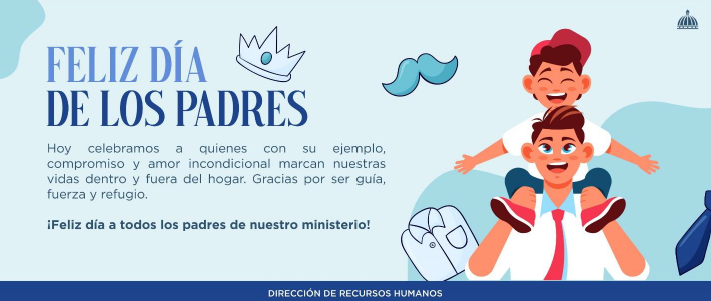 FELIZ DÍA
DE LOS PADRES
Hoy celebramos a quienes con su ejemplo,
compromiso y amor incondicional marcan nuestras
vidas dentro y fuera del hogar. Gracias por ser guía,
fuerza y refugio.
¡Feliz día a todos los padres de nuestro ministerio!
DIRECCIÓN DE RECURSOS HUMANOS